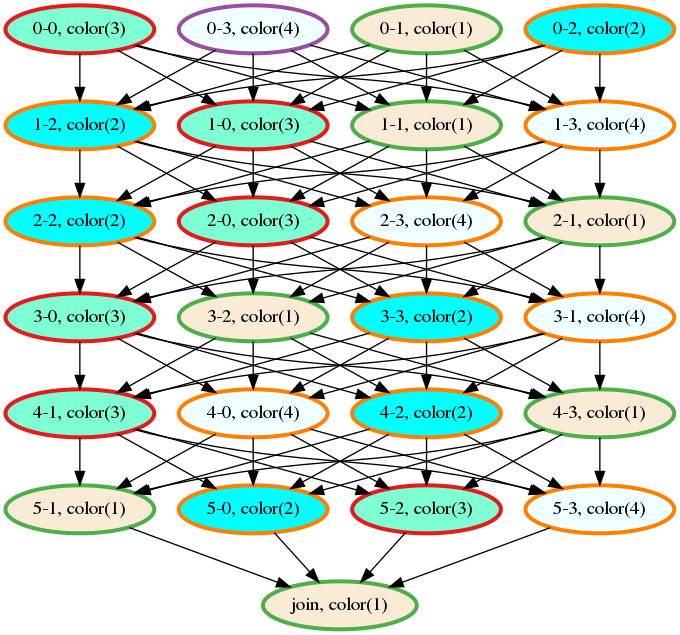 0-0, color(3)
0-3, color(4)
0-1, color(1)
0-2, color(2)
1-2, color(2)
1-0, color(3)
1-1, color(1)
1-3, color(4)
2-2, color(2)
2-0, color(3)
2-3, color(4)
2-1, color(1)
3-0, color(3)
3-2, color(1)
3-3, color(2)
3-1, color(4)
4-1, color(3)
4-0, color(4)
4-2, color(2)
4-3, color(1)
5-1, color(1)
5-0, color(2)
5-2, color(3)
5-3, color(4)
join, color(1)